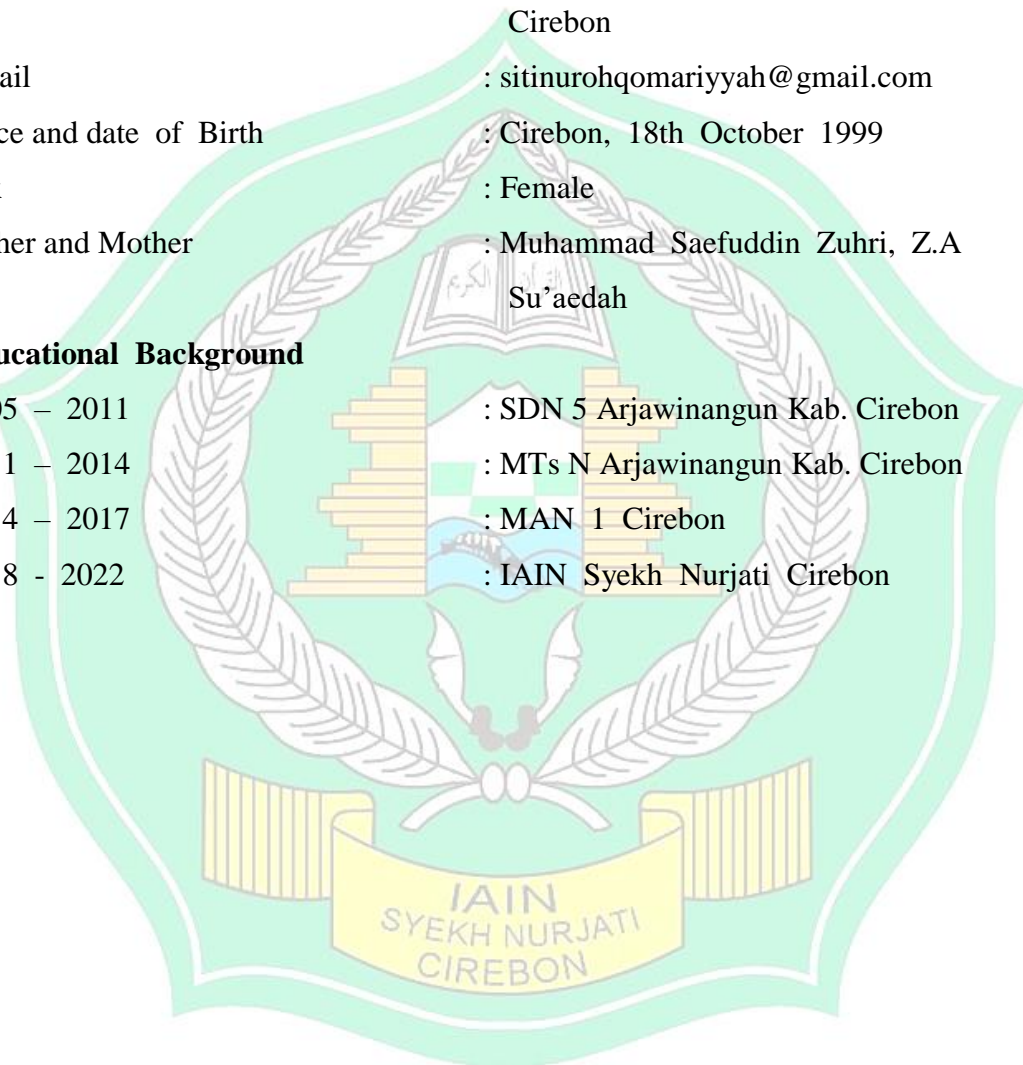 Cirebon
ail : sitinurohqomariyyah@gmail.com
ce and date of Birth : Cirebon, 18th October 1999
: Female
her and Mother : Muhammad Saefuddin Zuhri, Z.A
Su’aedah
ucational Background
05 – 2011 : SDN 5 Arjawinangun Kab. Cirebon
1 – 2014 : MTs N Arjawinangun Kab. Cirebon
4 – 2017 : MAN 1 Cirebon
8 - 2022 : IAIN Syekh Nurjati Cirebon
القرآن الكريم
IAIN
SYEKH NURJATI
CIREBON